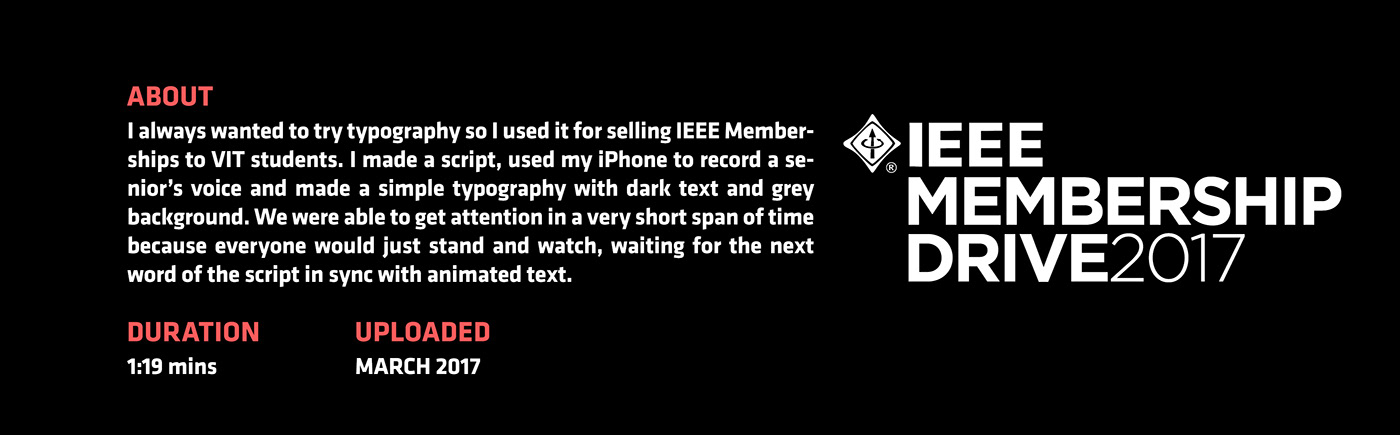 ABOUT
I always wanted to try typography so I used it for selling IEEE Member-
ships to VIT students. I made a script, used my iPhone to record a se-
nior's voice and made a simple typography with dark text and grey
background. We were able to get attention in a very short span of time
because everyone would just stand and watch, waiting for the next
word of the script in sync with animated text.
DURATION
1:19 mins
UPLOADED
MARCH 2017
®IEEE
MEMBERSHIP
DRIVE2017